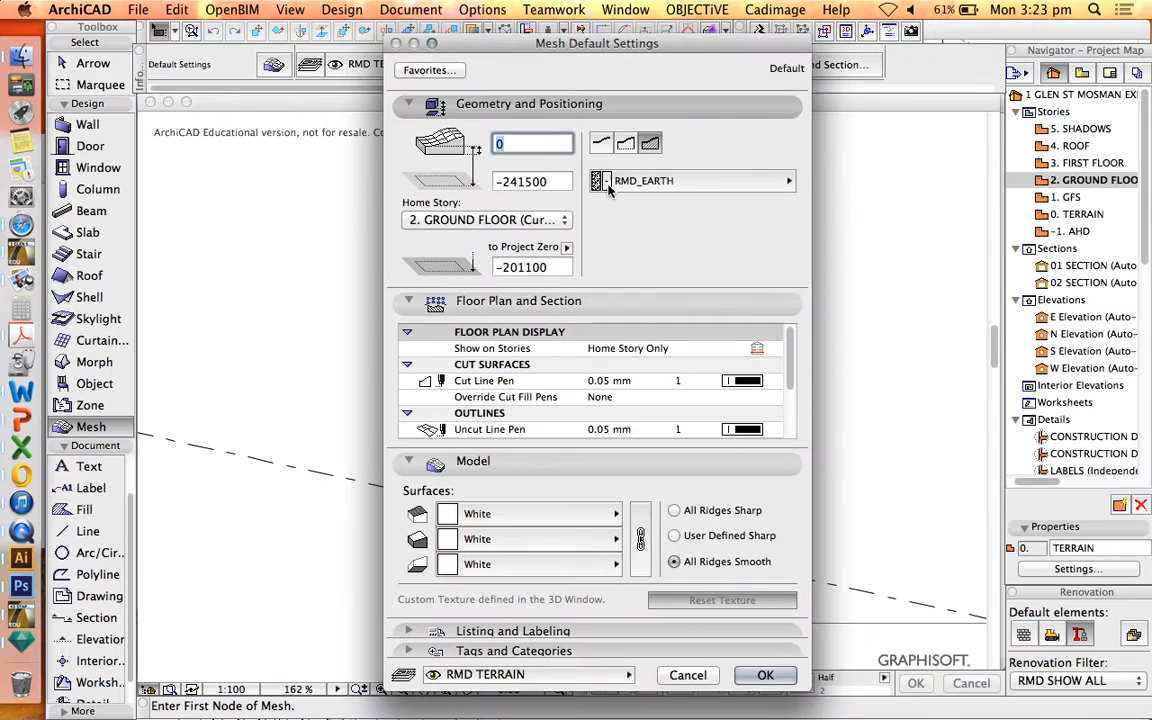 ArchiCAD File Edit OpenBIM View Design Document Options Teamwork Window OBJECTiVE Cadimage Help 61% Mon 3:23 pm
Toolbox
Select
Arrow
Marquee
Design
Wall
Door
Window
Column
Beam
Slab
Stair
Roof
Shell
Skylight
Curtain...
Morph
Object
Zone
Mesh
Document
Text
Label
Fill
Line
Arc/Cir...
Polyline
Drawing
Section
Elevation
Interior...
Worksh...
More
Default Settings
RMD TE
nd Section...
ArchiCAD Educational version, not for resale. Co
Mesh Default Settings
Favorites...
Default
Geometry and Positioning
0
-241500
RMD_EARTH
Home Story:
2. GROUND FLOOR (Cur...
to Project Zero
-201100
Floor Plan and Section
FLOOR PLAN DISPLAY
Show on Stories Home Story Only
CUT SURFACES
Cut Line Pen 0.05 mm 1
Override Cut Fill Pens None
OUTLINES
Uncut Line Pen 0.05 mm 1
Model
Surfaces:
White
White
White
All Ridges Sharp
User Defined Sharp
All Ridges Smooth
Custom Texture defined in the 3D Window.
Reset Texture
Listing and Labeling
Tags and Categories
RMD TERRAIN
Cancel
OK
GRAPHISOFT.
1:100
162 %
Half
2
OK
Cancel
Enter First Node of Mesh.
Navigator - Project Map
1 GLEN ST MOSMAN EX
Stories
5. SHADOWS
4. ROOF
3. FIRST FLOOR
2. GROUND FLOO
1. GFS
0. TERRAIN
-1. AHD
Sections
01 SECTION (Auto
02 SECTION (Auto
Elevations
E Elevation (Auto-
N Elevation (Auto-
S Elevation (Auto-
W Elevation (Auto-
Interior Elevations
Worksheets
Details
CONSTRUCTION D
CONSTRUCTION D
LABELS (Independe
Properties
0. TERRAIN
Settings...
Renovation
Default elements:
Renovation Filter:
RMD SHOW ALL